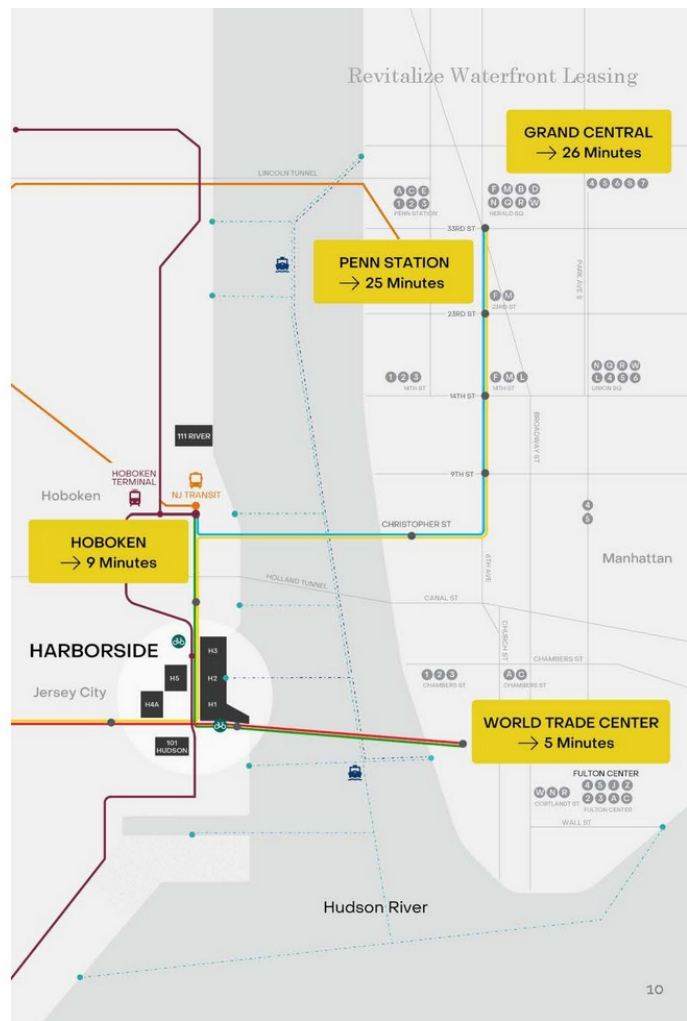 Revitalize Waterfront Leasing
GRAND CENTRAL
→ 26 Minutes
LINCOLN TUNNEL
A C E
1 2 3
PENN STATION
F M B D
N Q R W
HERALD SQ
4 5 6 S 7
33RD ST
PENN STATION
→ 25 Minutes
PARK AVE S
F M
23RD ST
23RD ST
1 2 3
14TH ST
F M L
14TH ST
N Q R W
L 4 5 6
UNION SQ
14TH ST
BROADWAY ST
111 RIVER
9TH ST
HOBOKEN
TERMINAL
NJ TRANSIT
Hoboken
4
5
CHRISTOPHER ST
HOBOKEN
→ 9 Minutes
Manhattan
6TH AVE
HOLLAND TUNNEL
CANAL ST
CHURCH ST
HARBORSIDE
H3
CHAMBERS ST
H5
H2
1 2 3
CHAMBERS ST
A C
CHAMBERS ST
Jersey City
H4A
H1
WORLD TRADE CENTER
→ 5 Minutes
101
HUDSON
FULTON CENTER
W N R
CORTLANDT ST
4 5 J Z
2 3 A C
FULTON CENTER
WALL ST
Hudson River
10